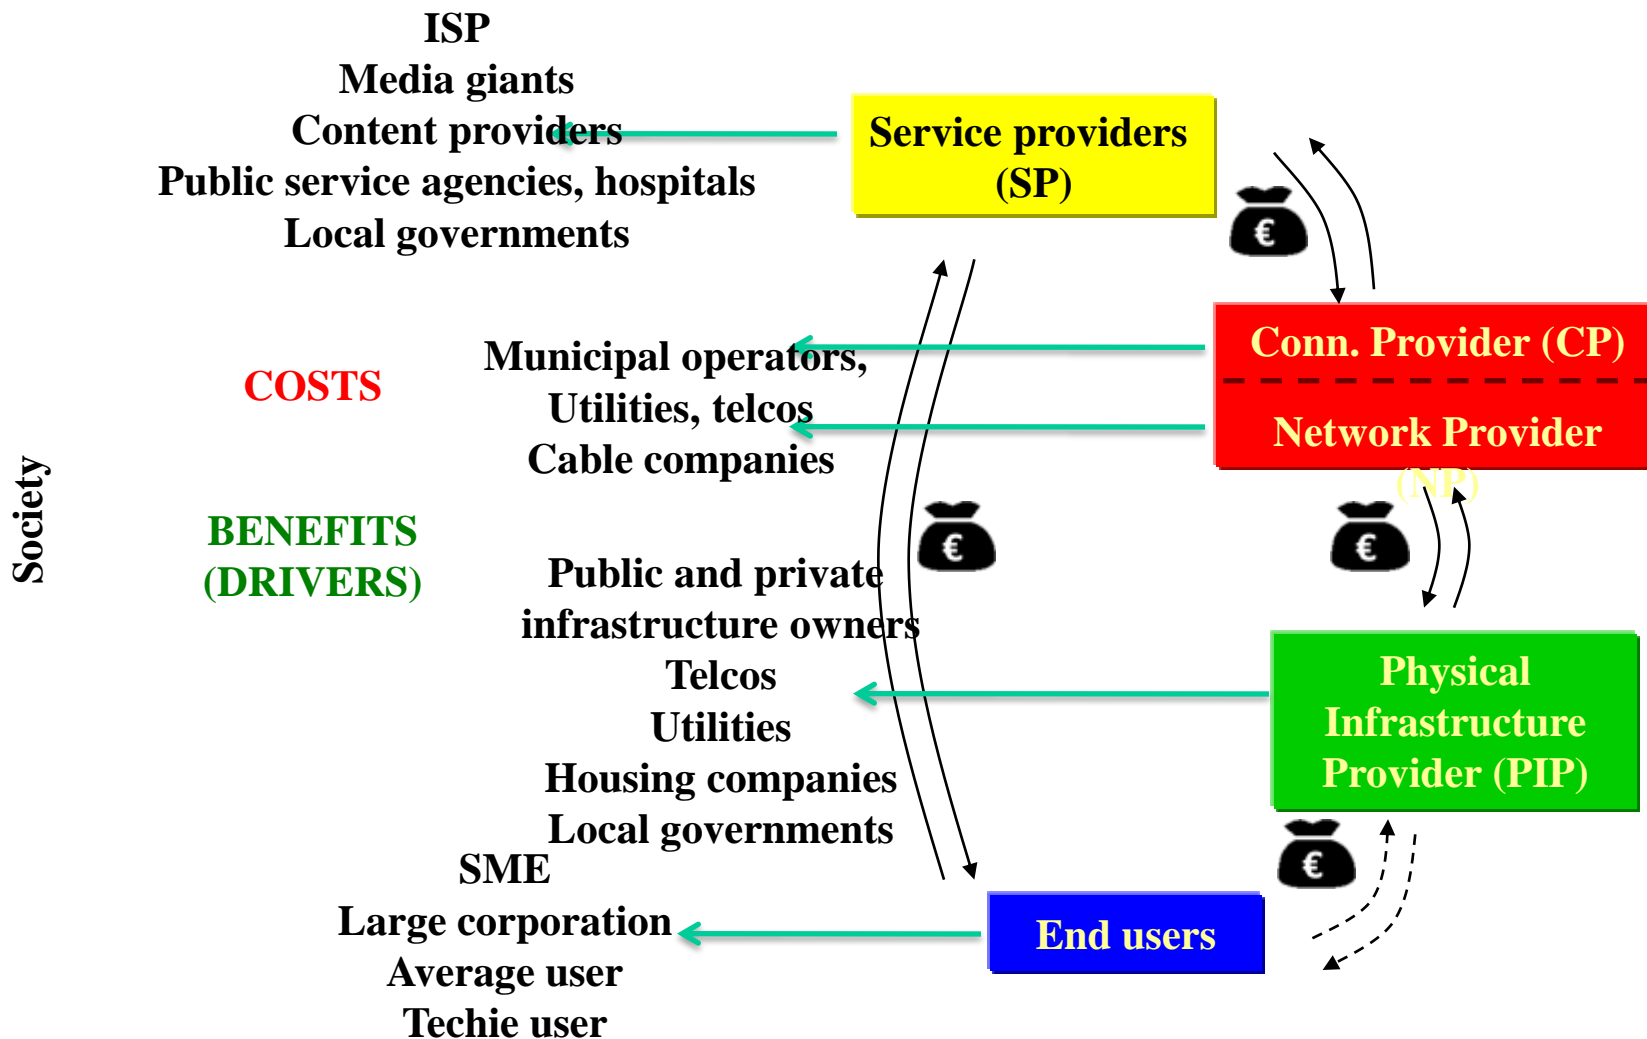 ISP
Media giants
Content providers
Public service agencies, hospitals
Local governments
Service providers
(SP)
€
Conn. Provider (CP)
Network Provider
(NP)
Municipal operators,
Utilities, telcos
Cable companies
COSTS
Society
BENEFITS
(DRIVERS)
€
€
Public and private
infrastructure owners
Telcos
Utilities
Housing companies
Local governments
Physical
Infrastructure
Provider (PIP)
€
SME
Large corporation
Average user
Techie user
End users